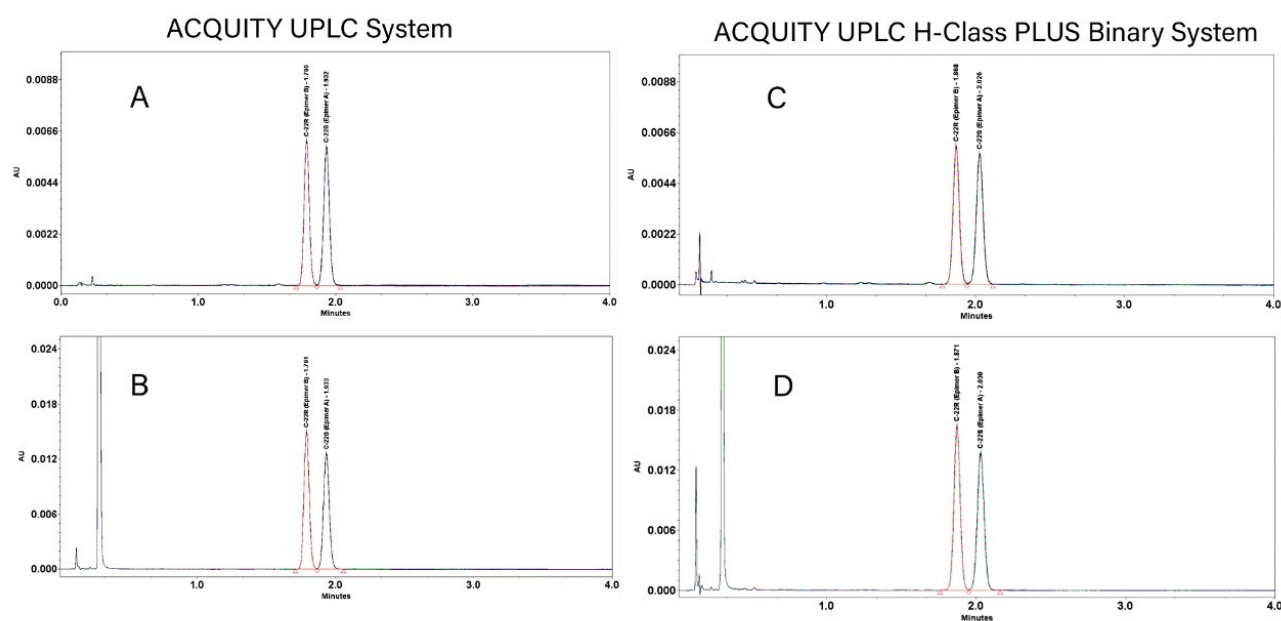 ACQUITY UPLC System
ACQUITY UPLC H-Class PLUS Binary System
A
C-22R (Epimer B) - 1.790
C-22S (Epimer A) - 1.932
0.0088
0.0066
0.0044
0.0022
0.0000
AU
0.0
1.0
2.0
3.0
4.0
Minutes
C
C-22R (Epimer B) - 1.868
C-22S (Epimer A) - 2.026
0.0088
0.0066
0.0044
0.0022
0.0000
AU
1.0
2.0
3.0
4.0
Minutes
B
C-22R (Epimer B) - 1.791
C-22S (Epimer A) - 1.933
0.024
0.018
0.012
0.006
0.000
AU
1.0
2.0
3.0
4.0
Minutes
D
C-22R (Epimer B) - 1.871
C-22S (Epimer A) - 2.030
0.024
0.018
0.012
0.006
0.000
AU
1.0
2.0
3.0
4.0
Minutes